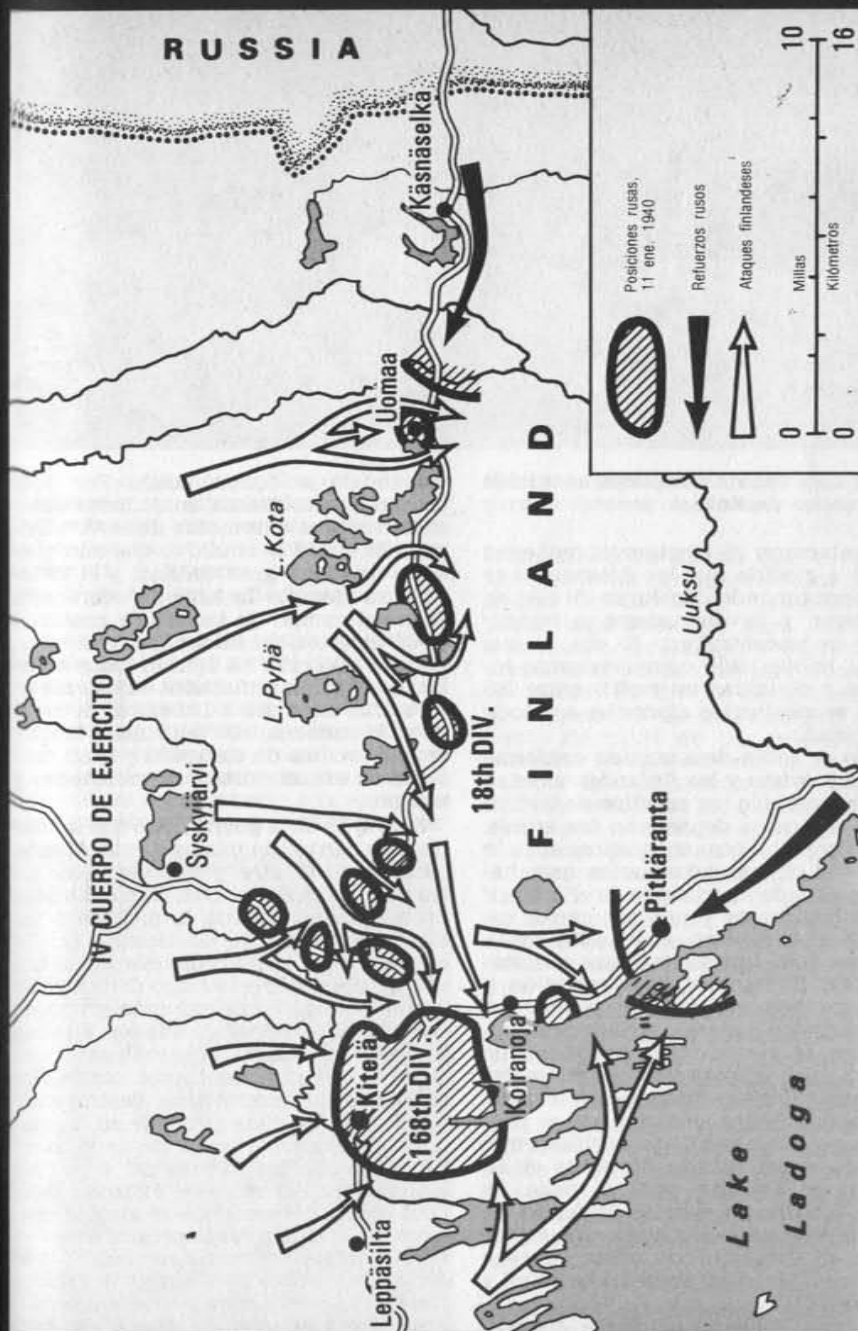 RUSSIA
IV CUERPO DE EJERCITO
Syskyjärvi
L. Pyhä
L. Kota
Uomaa
Käsnäselkä
Leppäsilta
Kitelä
168th DIV.
18th DIV.
Koiranoja
Pitkäranta
FINLAND
Uuksu
Lake
Ladoga
Posiciones rusas,
11 ene. 1940
Refuerzos rusos
Ataques finlandeses
Millas
0 10
Kilómetros
0 16